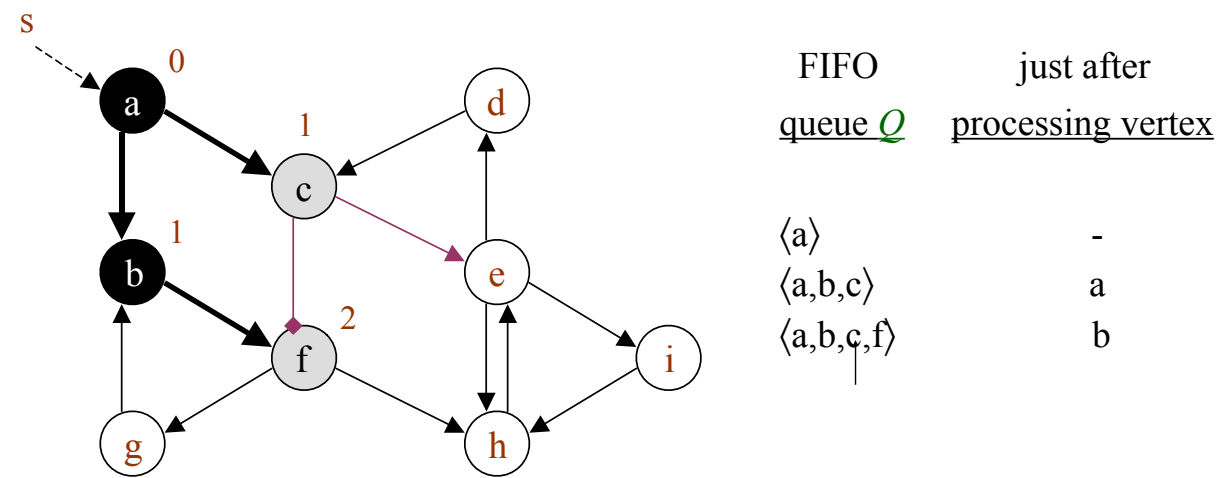 s
0
a
1
c
d
1
b
e
2
f
i
g
h
FIFO just after
queue Q processing vertex
⟨a⟩ -
⟨a,b,c⟩ a
⟨a,b,c,f⟩ b